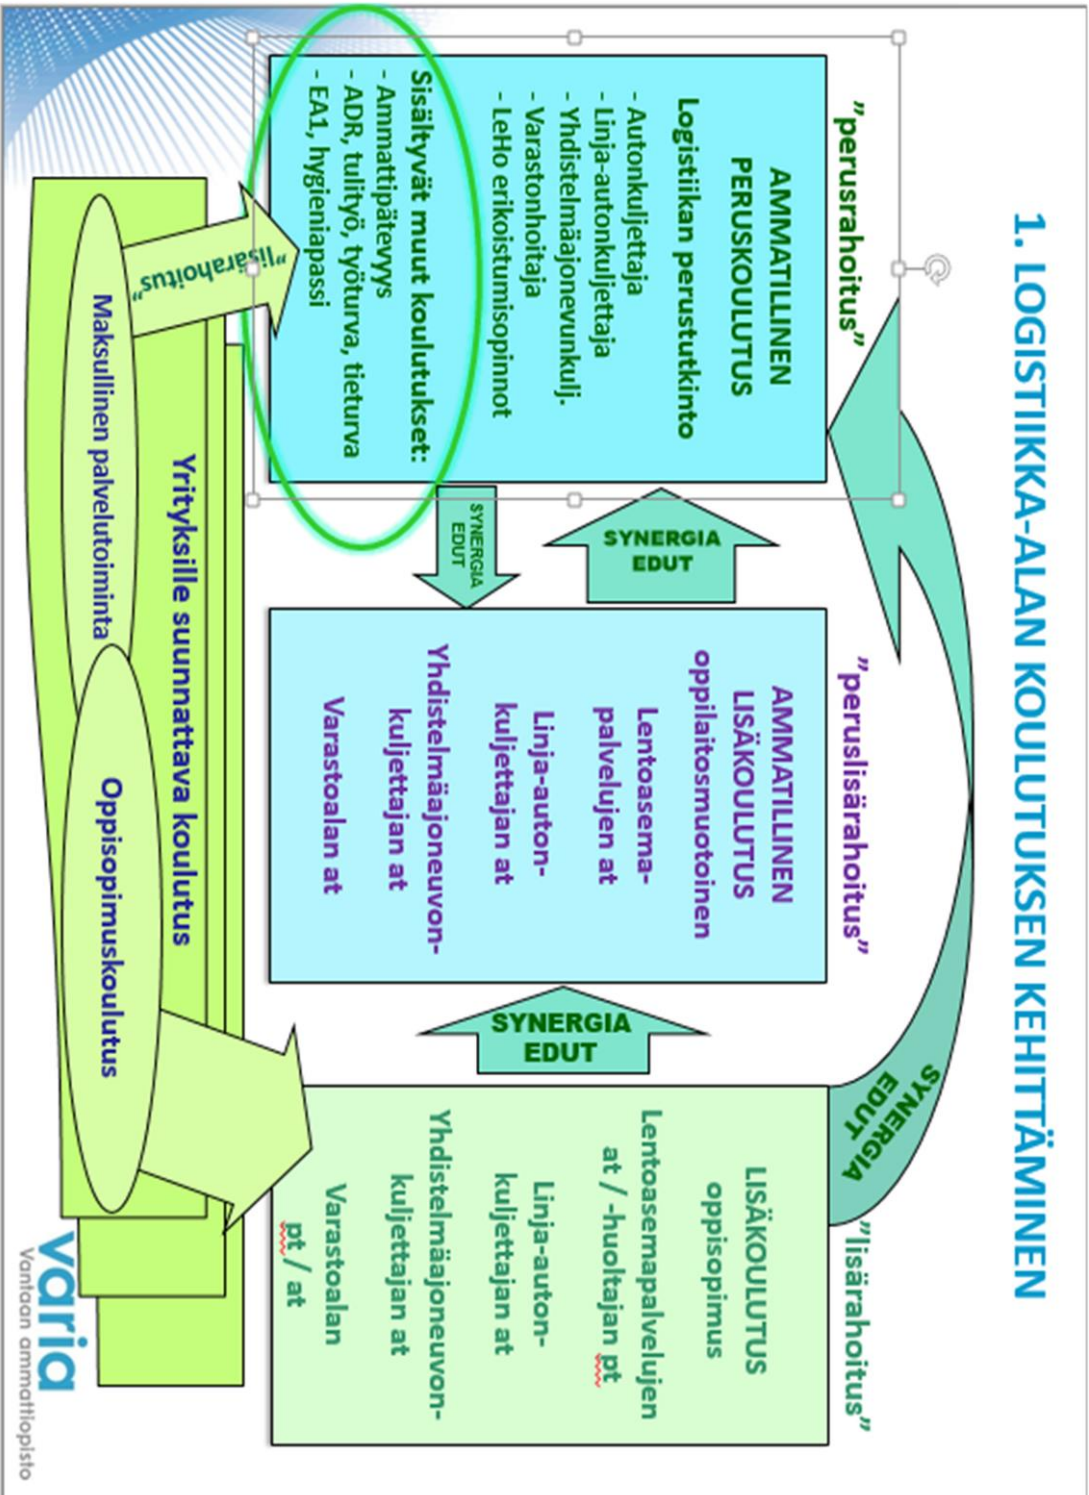 1. LOGISTIIKKA-ALAN KOULUTUKSEN KEHITTÄMINEN
"perusrahoitus"
AMMATILLINEN
PERUSKOULUTUS
Logistiikan perustutkinto
- Autonkuljettaja
- Linja-autonkuljettaja
- Yhdistelmäajonevunkulj.
- Varastonhoitaja
- LeHo erikoistumisopinnot
Sisältyvät muut koulutukset:
- Ammattipätevyys
- ADR, tulityö, työturva, tieturva
- EA1, hygieniapassi
SYNERGIA
EDUT
SYNERGIA
EDUT
"peruslisärahoitus"
AMMATILLINEN
LISÄKOULUTUS
oppilaitosmuotoinen
Lentoasema-
palvelujen at
Linja-auton-
kuljettajan at
Yhdistelmäajoneuvon-
kuljettajan at
Varastoalan at
SYNERGIA
EDUT
SYNERGIA
EDUT
"lisärahoitus"
LISÄKOULUTUS
oppisopimus
Lentoasemapalvelujen
at / -huoltajan pt
Linja-auton-
kuljettajan at
Yhdistelmäajoneuvon-
kuljettajan at
Varastoalan
pt / at
"lisärahoitus"
Yrityksille suunnattava koulutus
Maksullinen palvelutoiminta
Oppisopimuskoulutus
varia
Vantaan ammattiopisto